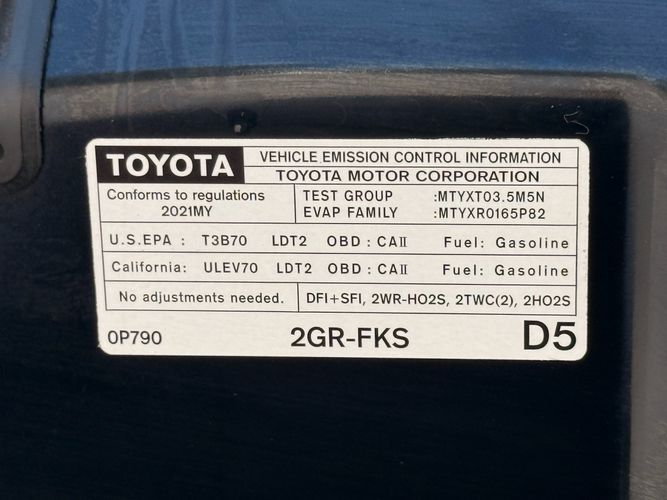 TOYOTA VEHICLE EMISSION CONTROL INFORMATION
TOYOTA MOTOR CORPORATION
Conforms to regulations TEST GROUP :MTYXT03.5M5N
2021MY EVAP FAMILY :MTYXR0165P82
U.S.EPA : T3B70 LDT2 OBD : CAII Fuel: Gasoline
California: ULEV70 LDT2 OBD : CAII Fuel: Gasoline
No adjustments needed. DFI+SFI, 2WR-HO2S, 2TWC(2), 2HO2S
0P790 2GR-FKS D5